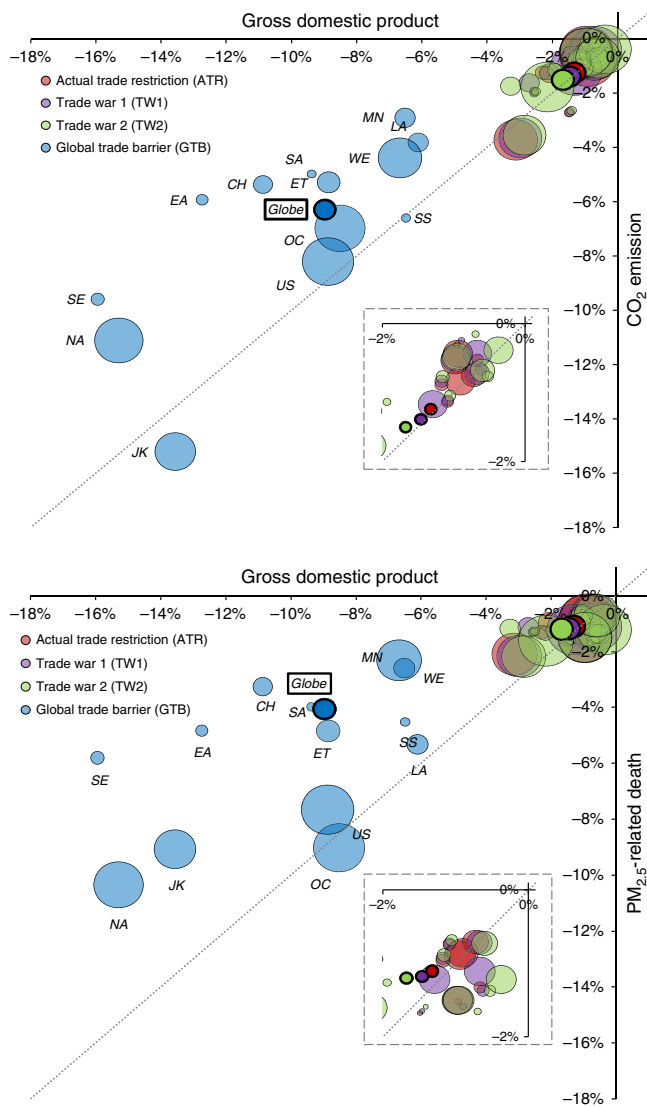 Gross domestic product
−18% −16% −14% −12% −10% −8% −6% −4% −2% 0%
0%
Actual trade restriction (ATR)
Trade war 1 (TW1)
Trade war 2 (TW2)
Global trade barrier (GTB)
−2%
−4%
−6%
−8%
−10%
−12%
−14%
−16%
−18%
CO2 emission
MN
LA
WE
SA
ET
CH
EA
Globe
SS
OC
US
SE
NA
JK
−2% 0%
0%
−2%
Gross domestic product
−18% −16% −14% −12% −10% −8% −6% −4% −2% 0%
0%
Actual trade restriction (ATR)
Trade war 1 (TW1)
Trade war 2 (TW2)
Global trade barrier (GTB)
−2%
−4%
−6%
−8%
−10%
−12%
−14%
−16%
−18%
PM2.5-related death
MN
WE
Globe
CH
SA
EA
ET
SS
LA
SE
US
JK
OC
NA
0%
−2% 0%
−2%